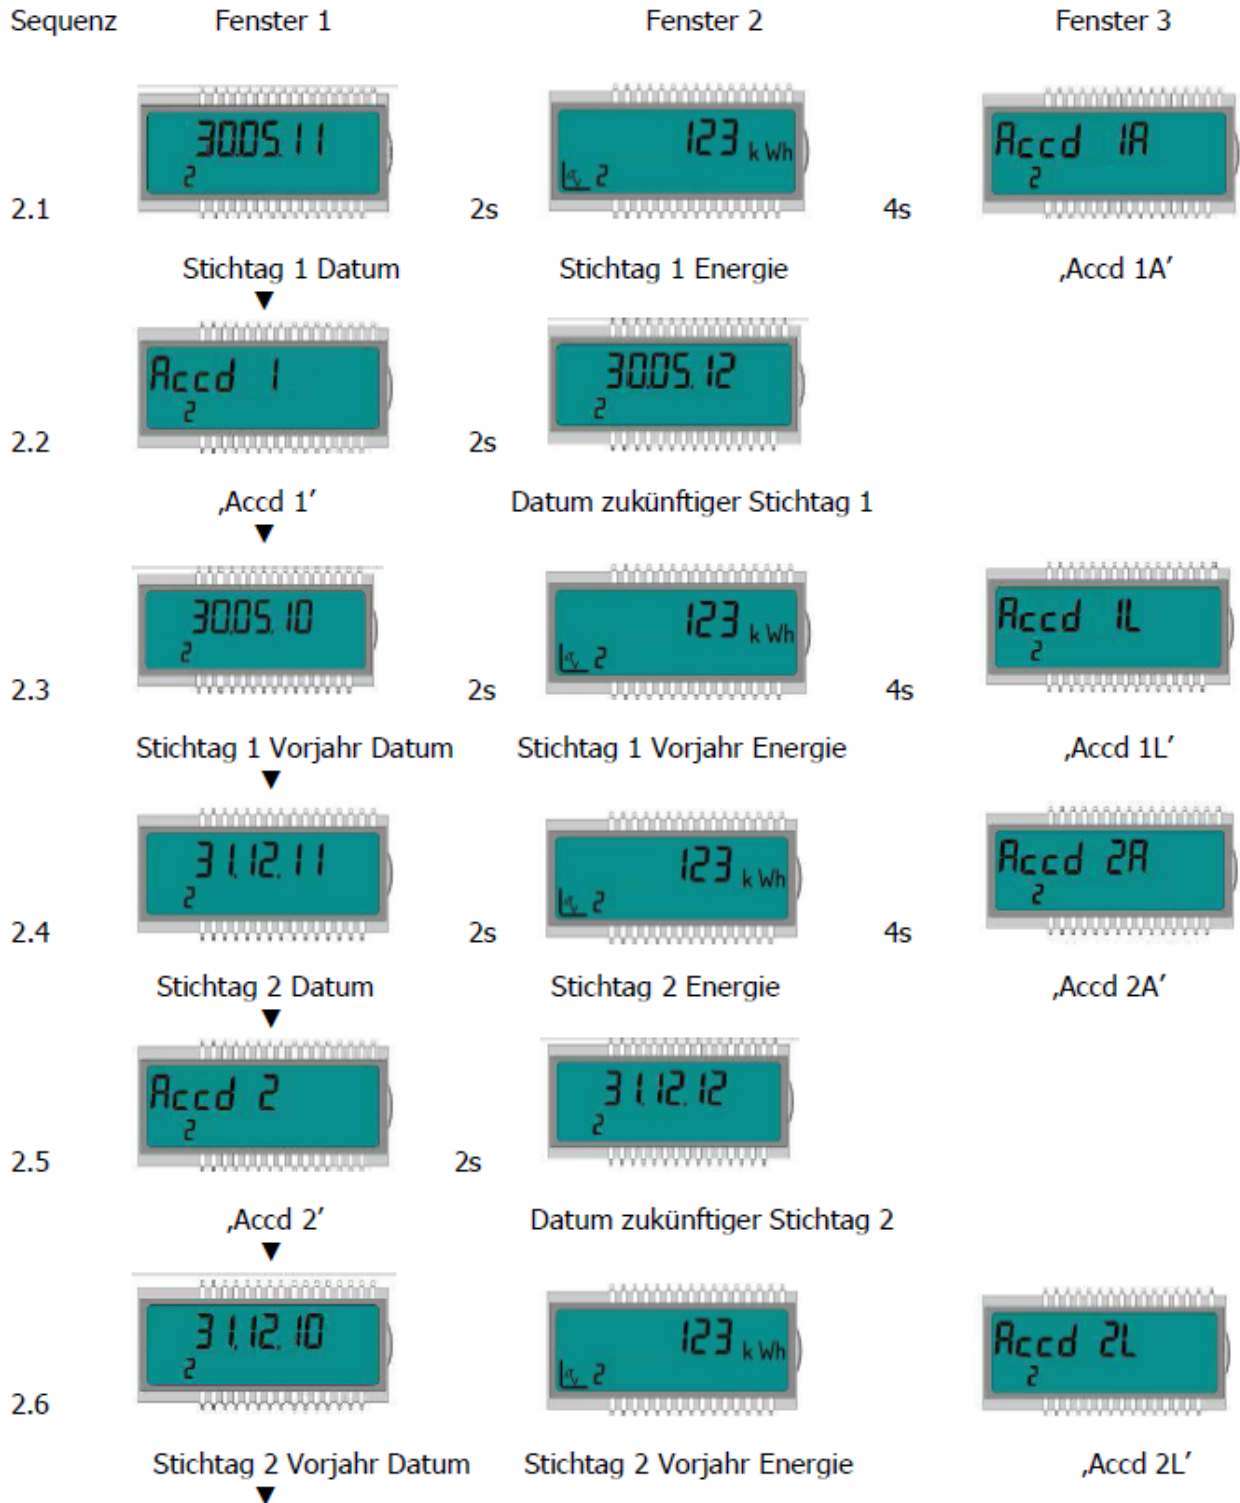 Sequenz Fenster 1 Fenster 2 Fenster 3
30.05.11 123 kWh Accd 1A
2 2 2
2.1 2s 4s
Stichtag 1 Datum Stichtag 1 Energie ‚Accd 1A’
▼
Accd 1 30.05.12
2 2
2.2 2s
‚Accd 1’ Datum zukünftiger Stichtag 1
▼
30.05.10 123 kWh Accd 1L
2 2 2
2.3 2s 4s
Stichtag 1 Vorjahr Datum Stichtag 1 Vorjahr Energie ‚Accd 1L’
▼
31.12.11 123 kWh Accd 2A
2 2 2
2.4 2s 4s
Stichtag 2 Datum Stichtag 2 Energie ‚Accd 2A’
▼
Accd 2 31.12.12
2 2
2.5 2s
‚Accd 2’ Datum zukünftiger Stichtag 2
▼
31.12.10 123 kWh Accd 2L
2 2 2
2.6
Stichtag 2 Vorjahr Datum Stichtag 2 Vorjahr Energie ‚Accd 2L’
▼